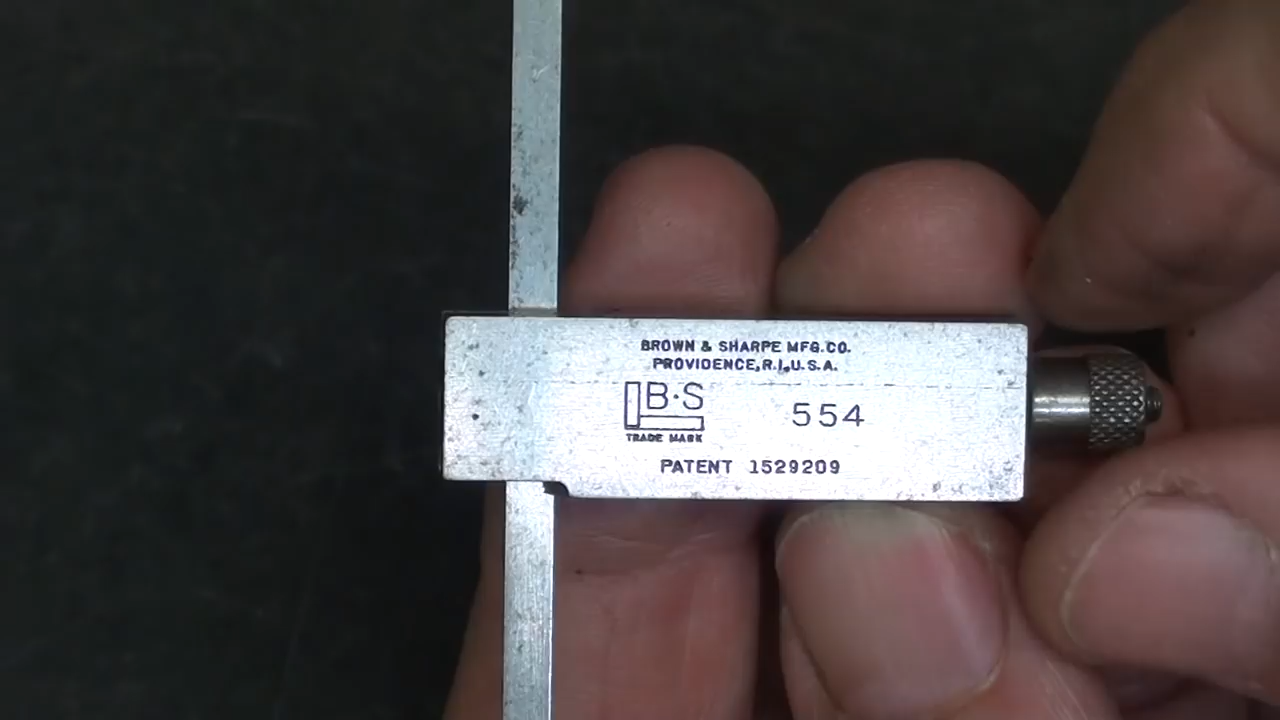 BROWN & SHARPE MFG. CO.
PROVIDENCE, R.I., U.S.A.
B·S
TRADE MARK
554
PATENT 1529209